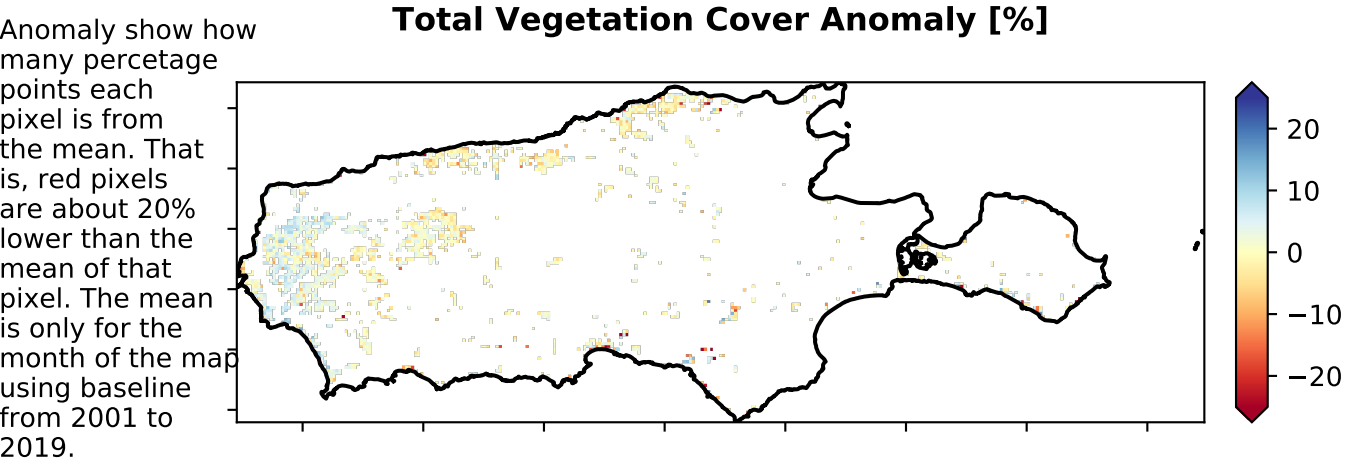 Total Vegetation Cover Anomaly [%]
Anomaly show how
many percetage
points each
pixel is from
the mean. That
is, red pixels
are about 20%
lower than the
mean of that
pixel. The mean
is only for the
month of the map
using baseline
from 2001 to
2019.
20
10
0
−10
−20